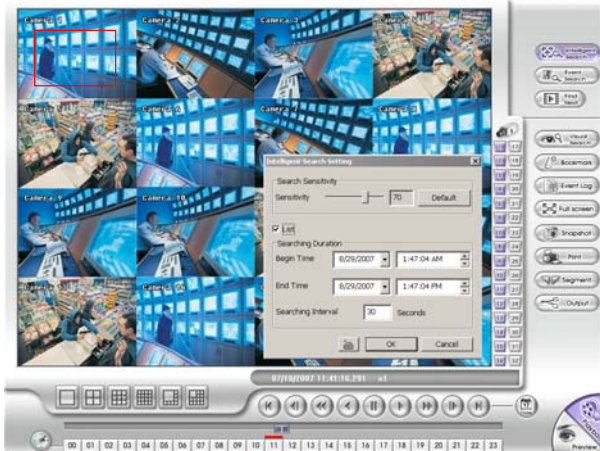 Camera 1
Camera 2
Camera 3
Camera 9
Camera 10
Intelligent Search
Event Search
Find Next
Visual Search
Bookmark
Event Log
Full screen
Snapshot
Print
Segment
Output
Intelligent Search Setting
Search Sensitivity
Sensitivity 70 Default
List
Searching Duration
Begin Time 8/29/2007 1:47:04 AM
End Time 8/29/2007 1:47:04 PM
Searching Interval 30 Seconds
OK Cancel
07/18/2007 11:41:16.291 x1
00 01 02 03 04 05 06 07 08 09 10 11 12 13 14 15 16 17 18 19 20 21 22 23
Preview